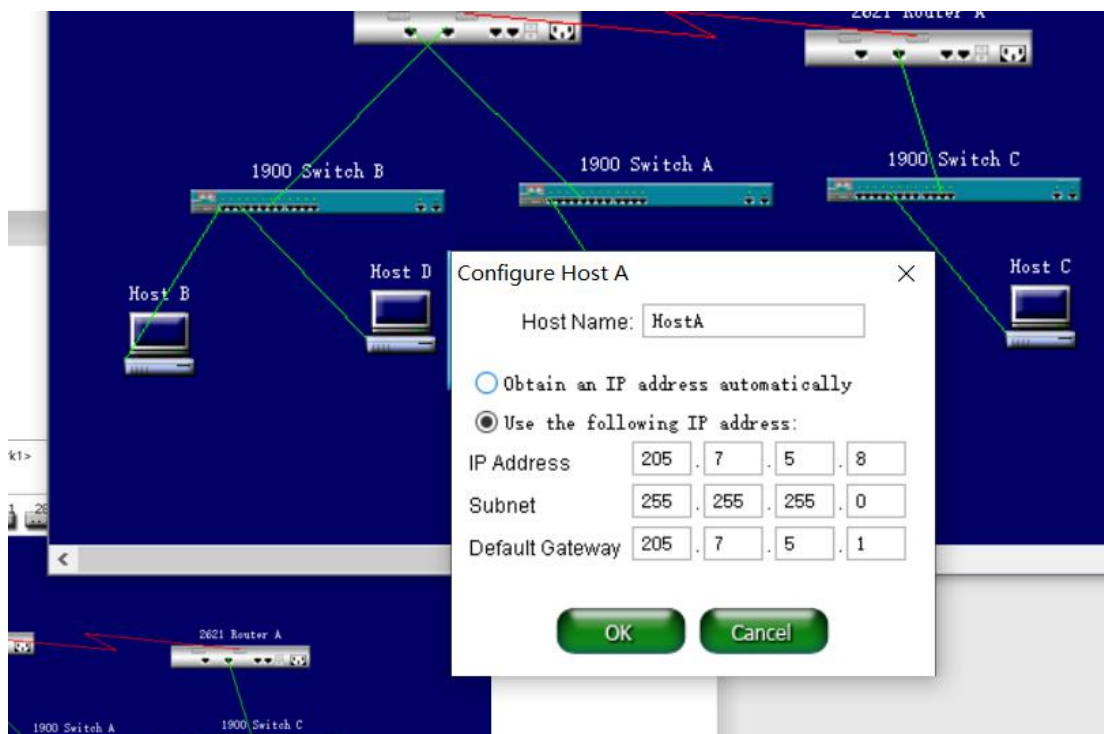 2621 Router A
1900 Switch B
1900 Switch A
1900 Switch C
Host B
Host D
Host C
Configure Host A
Host Name: HostA
Obtain an IP address automatically
Use the following IP address:
IP Address 205 . 7 . 5 . 8
Subnet 255 . 255 . 255 . 0
Default Gateway 205 . 7 . 5 . 1
OK Cancel
k1>
1 28
2621 Router A
1900 Switch A
1900 Switch C